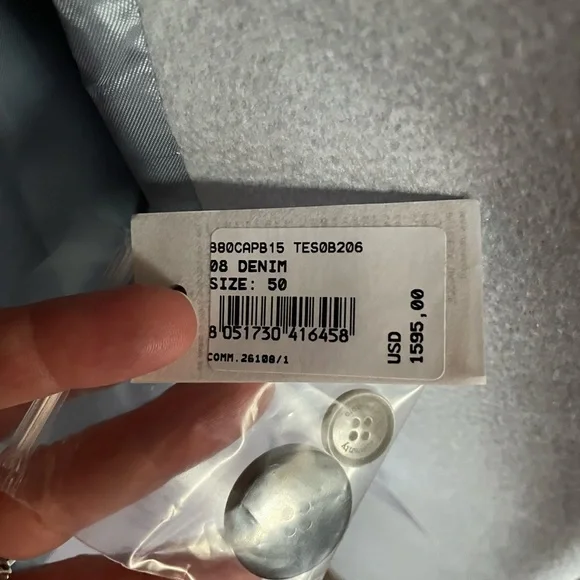 B80CAPB15 TES0B206
08 DENIM
SIZE: 50
8 051730 416458
COMM.26108/1
USD
1595,00